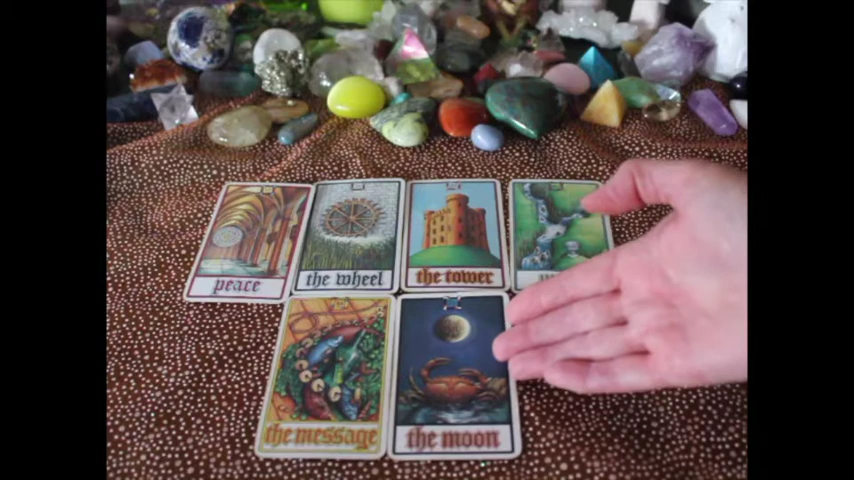 peace
the wheel
the tower
the message
the moon